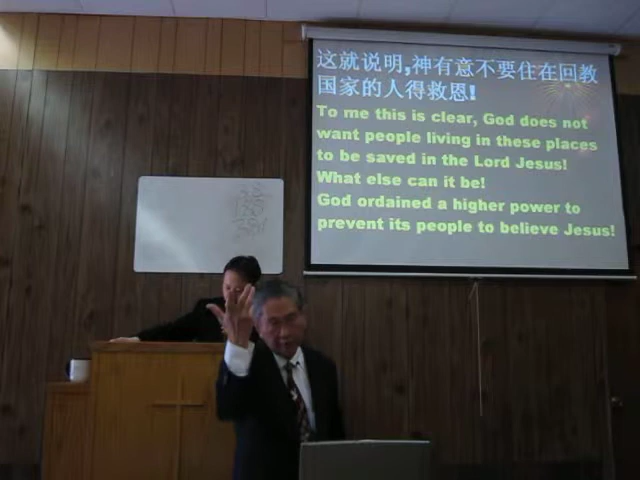 这就说明,神有意不要住在回教
国家的人得救恩!
To me this is clear, God does not
want people living in these places
to be saved in the Lord Jesus!
What else can it be!
God ordained a higher power to
prevent its people to believe Jesus!